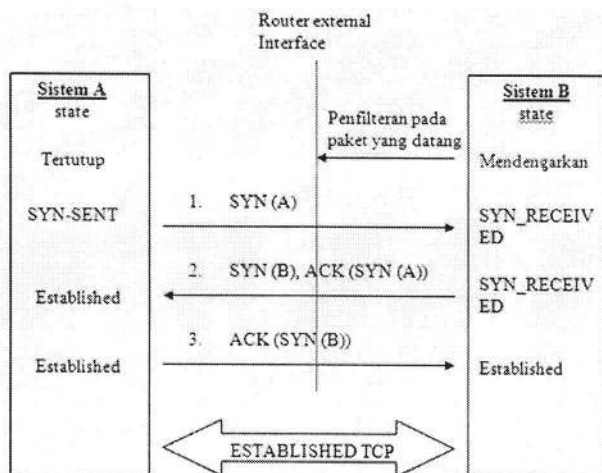 Router external
Interface
Sistem A
state
Sistem B
state
Penfilteran pada
paket yang datang
Tertutup
Mendengarkan
1. SYN (A)
SYN-SENT
SYN_RECEIV
ED
2. SYN (B), ACK (SYN (A))
Established
SYN_RECEIV
ED
3. ACK (SYN (B))
Established
Established
ESTABLISHED TCP